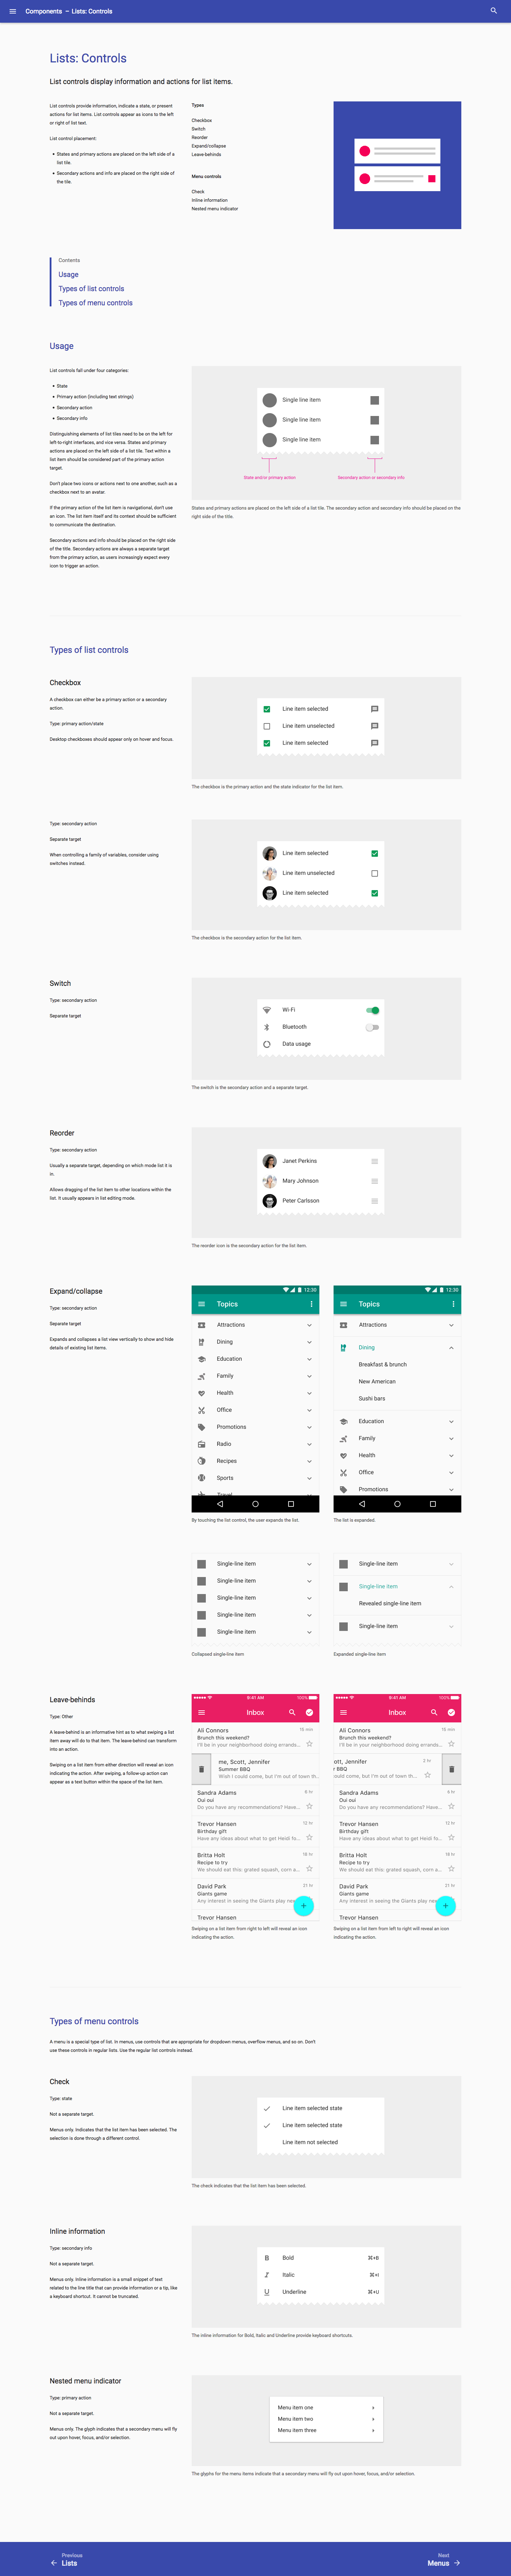 Components – Lists: Controls
Lists: Controls
List controls display information and actions for list items.
List controls provide information, indicate a state, or present
actions for list items. List controls appear as icons to the left
or right of list text.
List control placement:
• States and primary actions are placed on the left side of a
list tile.
• Secondary actions and info are placed on the right side of
the tile.
Types
Checkbox
Switch
Reorder
Expand/collapse
Leave-behinds
Menu controls
Check
Inline information
Nested menu indicator
Contents
Usage
Types of list controls
Types of menu controls
Usage
List controls fall under four categories:
• State
• Primary action (including text strings)
• Secondary action
• Secondary info
Distinguishing elements of list tiles need to be on the left for
left-to-right interfaces, and vice versa. States and primary
actions are placed on the left side of a list tile. Text within a
list item should be considered part of the primary action
target.
Don't place two icons or actions next to one another, such as a
checkbox next to an avatar.
If the primary action of the list item is navigational, don't use
an icon. The list item itself and its context should be sufficient
to communicate the destination.
Secondary actions and info should be placed on the right side
of the title. Secondary actions are always a separate target
from the primary action, as users increasingly expect every
icon to trigger an action.
Single line item
Single line item
Single line item
State and/or primary action
Secondary action or secondary info
States and primary actions are placed on the left side of a list tile. The secondary action and secondary info should be placed on the
right side of the title.
Types of list controls
Checkbox
A checkbox can either be a primary action or a secondary
action.
Type: primary action/state
Desktop checkboxes should appear only on hover and focus.
Line item selected
Line item unselected
Line item selected
The checkbox is the primary action and the state indicator for the list item.
Type: secondary action
Separate target
When controlling a family of variables, consider using
switches instead.
Line item selected
Line item unselected
Line item selected
The checkbox is the secondary action for the list item.
Switch
Type: secondary action
Separate target
Wi-Fi
Bluetooth
Data usage
The switch is the secondary action and a separate target.
Reorder
Type: secondary action
Usually a separate target, depending on which mode list it is
in.
Allows dragging of the list item to other locations within the
list. It usually appears in list editing mode.
Janet Perkins
Mary Johnson
Peter Carlsson
The reorder icon is the secondary action for the list item.
Expand/collapse
Type: secondary action
Separate target
Expands and collapses a list view vertically to show and hide
details of existing list items.
12:30
Topics
Attractions
Dining
Education
Family
Health
Office
Promotions
Radio
Recipes
Sports
Travel
By touching the list control, the user expands the list.
12:30
Topics
Attractions
Dining
Breakfast & brunch
New American
Sushi bars
Education
Family
Health
Office
Promotions
The list is expanded.
Single-line item
Single-line item
Single-line item
Single-line item
Single-line item
Collapsed single-line item
Single-line item
Single-line item
Revealed single-line item
Single-line item
Expanded single-line item
Leave-behinds
Type: Other
A leave-behind is an informative hint as to what swiping a list
item away will do to that item. The leave-behind can transform
into an action.
Swiping on a list item from either direction will reveal an icon
indicating the action. After swiping, a follow-up action can
appear as a text button within the space of the list item.
9:41 AM 100%
Inbox
Ali Connors 15 min
Brunch this weekend?
I'll be in your neighborhood doing errands...
me, Scott, Jennifer
Summer BBQ
Wish I could come, but I'm out of town th...
Sandra Adams 6 hr
Oui oui
Do you have any recommendations? Have...
Trevor Hansen 12 hr
Birthday gift
Have any ideas about what to get Heidi fo...
Britta Holt 18 hr
Recipe to try
We should eat this: grated squash, corn a...
David Park 21 hr
Giants game
Any interest in seeing the Giants play nex
Trevor Hansen
Swiping on a list item from right to left will reveal an icon
indicating the action.
9:41 AM 100%
Inbox
Ali Connors 15 min
Brunch this weekend?
I'll be in your neighborhood doing errands...
ott, Jennifer 2 hr
r BBQ
ould come, but I'm out of town th...
Sandra Adams 6 hr
Oui oui
Do you have any recommendations? Have...
Trevor Hansen 12 hr
Birthday gift
Have any ideas about what to get Heidi fo...
Britta Holt 18 hr
Recipe to try
We should eat this: grated squash, corn a...
David Park 21 hr
Giants game
Any interest in seeing the Giants play nex
Trevor Hansen
Swiping on a list item from left to right will reveal an icon
indicating the action.
Types of menu controls
A menu is a special type of list. In menus, use controls that are appropriate for dropdown menus, overflow menus, and so on. Don't
use these controls in regular lists. Use the regular list controls instead.
Check
Type: state
Not a separate target.
Menus only. Indicates that the list item has been selected. The
selection is done through a different control.
Line item selected state
Line item selected state
Line item not selected
The check indicates that the list item has been selected.
Inline information
Type: secondary info
Not a separate target.
Menus only. Inline information is a small snippet of text
related to the line title that can provide information or a tip, like
a keyboard shortcut. It cannot be truncated.
B Bold ⌘+B
I Italic ⌘+I
U Underline ⌘+U
The inline information for Bold, Italic and Underline provide keyboard shortcuts.
Nested menu indicator
Type: primary action
Not a separate target.
Menus only. The glyph indicates that a secondary menu will fly
out upon hover, focus, and/or selection.
Menu item one
Menu item two
Menu item three
The glyphs for the menu items indicate that a secondary menu will fly out upon hover, focus, and/or selection.
Previous
Lists
Next
Menus